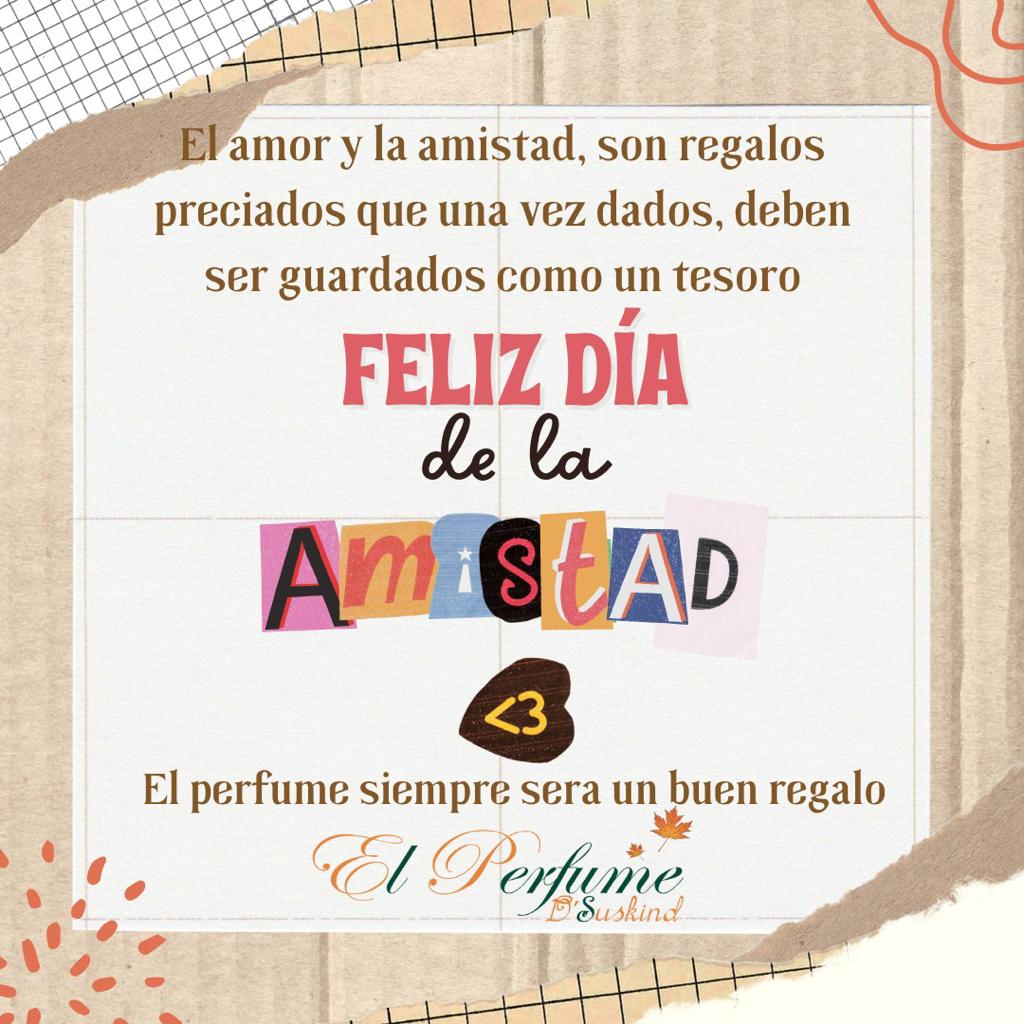 El amor y la amistad, son regalos
preciados que una vez dados, deben
ser guardados como un tesoro
FELIZ DÍA
de la
AmistAD
<3
El perfume siempre sera un buen regalo
El Perfume
D'Suskind